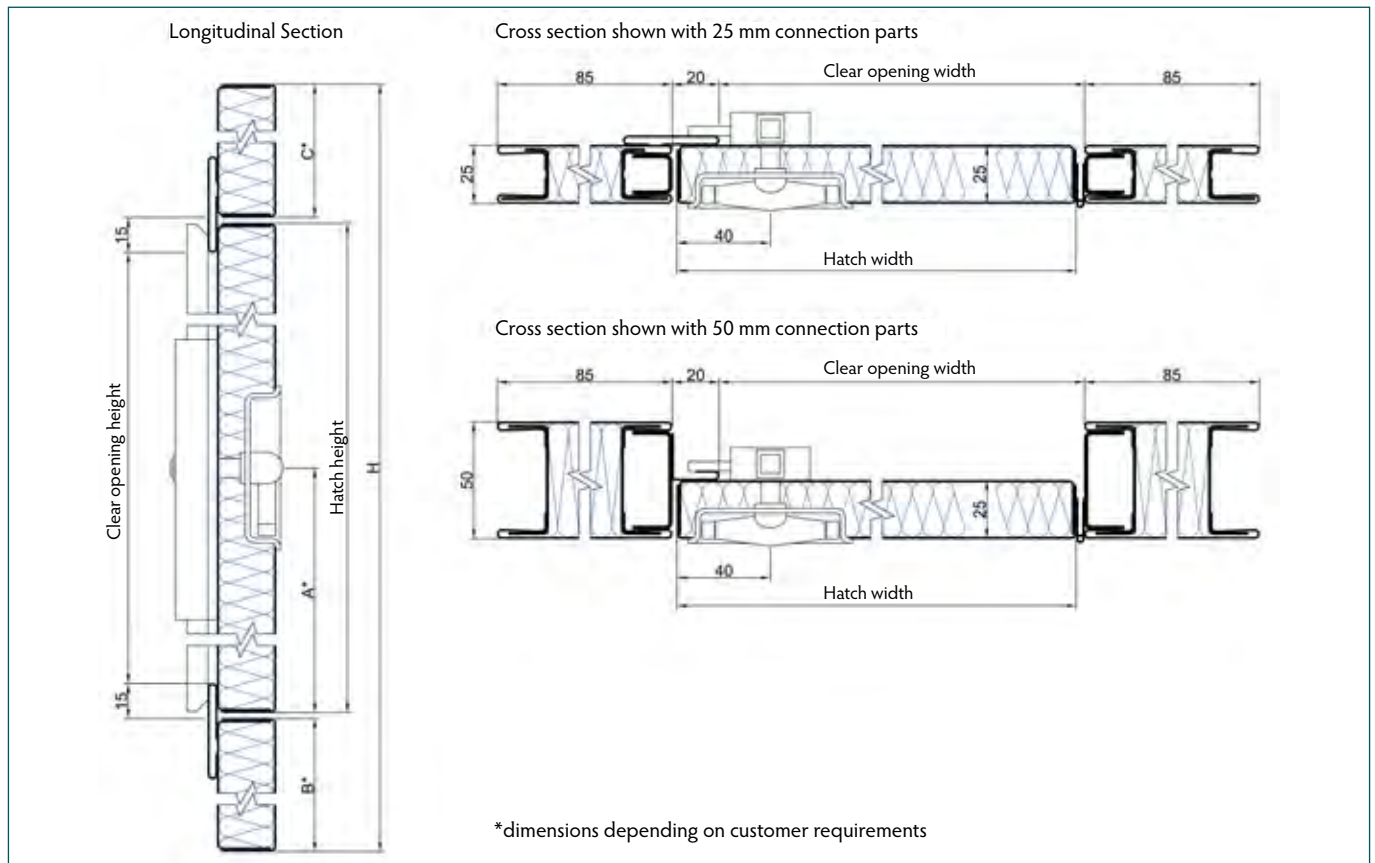 Longitudinal Section
C*
15
Clear opening height
Hatch height
H
A*
15
B*
Cross section shown with 25 mm connection parts
85
20
Clear opening width
85
25
25
40
Hatch width
Cross section shown with 50 mm connection parts
85
20
Clear opening width
85
50
25
40
Hatch width
*dimensions depending on customer requirements